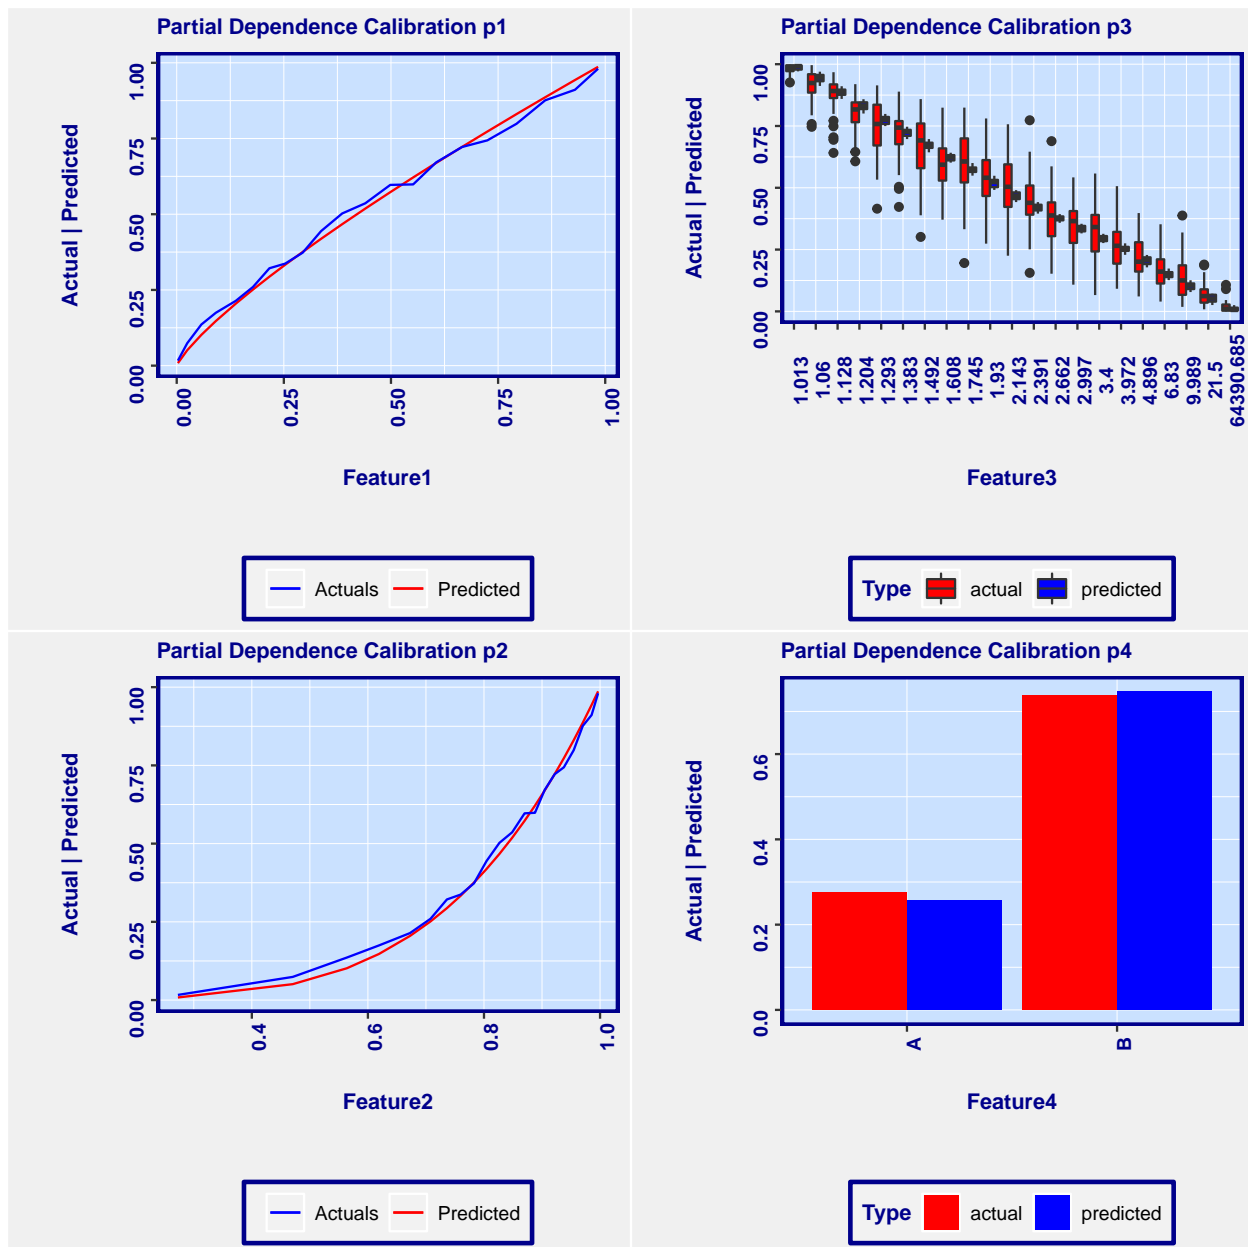 Partial Dependence Calibration p1
Actual | Predicted
1.00
0.75
0.50
0.25
0.00
0.00
0.25
0.50
0.75
1.00
Feature1
Actuals
Predicted
Partial Dependence Calibration p3
Actual | Predicted
1.00
0.75
0.50
0.25
0.00
1.013
1.06
1.128
1.204
1.293
1.383
1.492
1.608
1.745
1.93
2.143
2.391
2.662
2.997
3.4
3.972
4.896
6.83
9.989
21.5
64390.685
Feature3
Type
actual
predicted
Partial Dependence Calibration p2
Actual | Predicted
1.00
0.75
0.50
0.25
0.00
0.4
0.6
0.8
1.0
Feature2
Actuals
Predicted
Partial Dependence Calibration p4
Actual | Predicted
0.6
0.4
0.2
0.0
A
B
Feature4
Type
actual
predicted